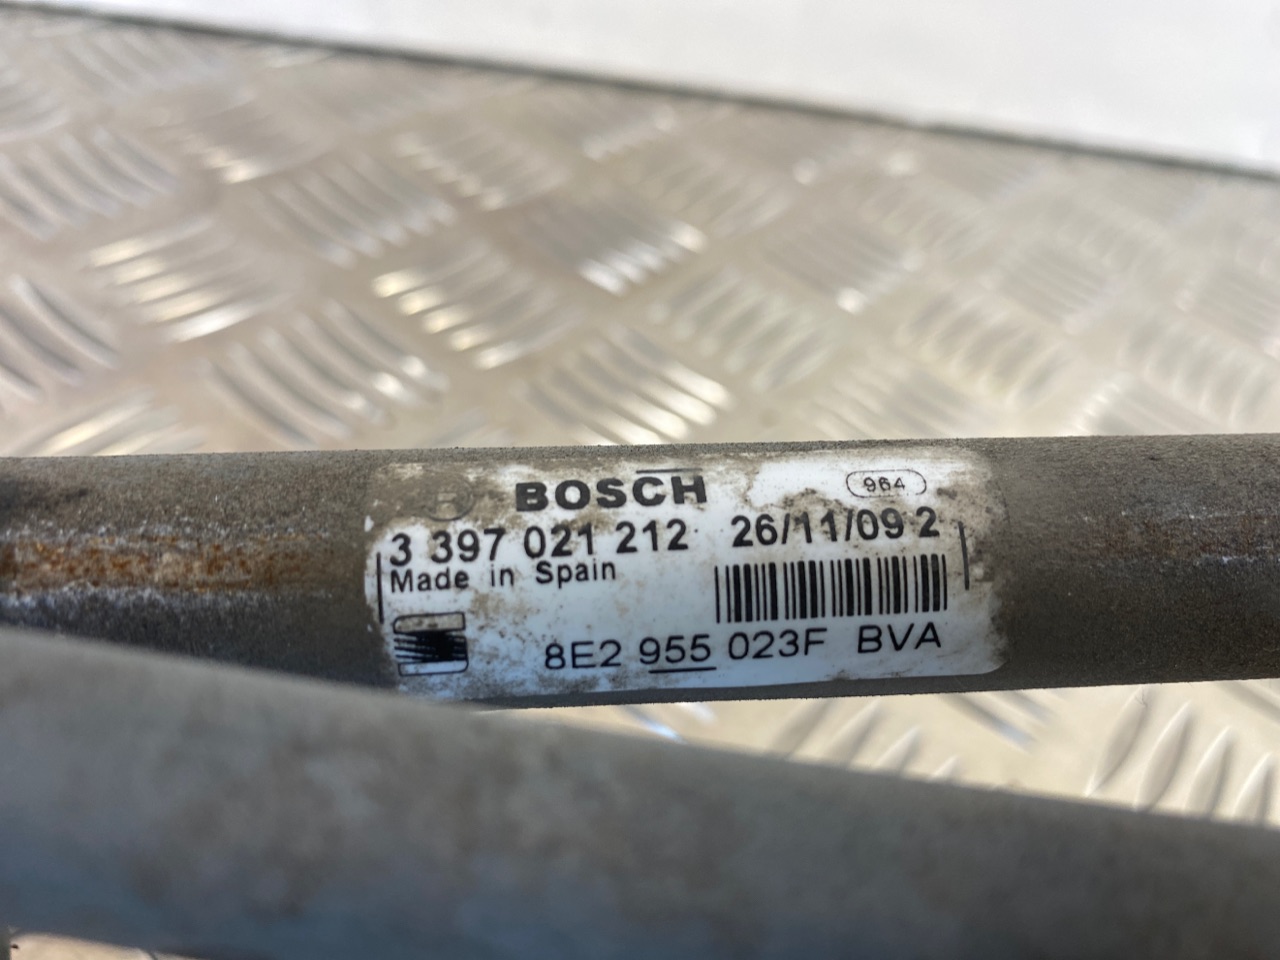 BOSCH 964
3 397 021 212 26/11/09 2
Made in Spain
8E2 955 023F BVA